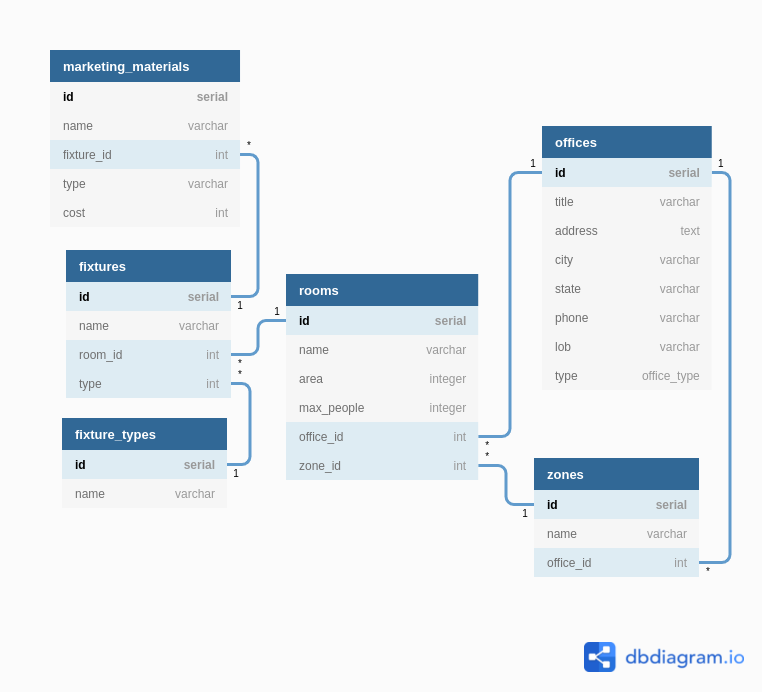 marketing_materials
id serial
name varchar
fixture_id int
type varchar
cost int
*
1
fixtures
id serial
name varchar
room_id int
type int
*
*
1
fixture_types
id serial
name varchar
1
rooms
id serial
name varchar
area integer
max_people integer
office_id int
zone_id int
*
*
1
1
offices
id serial
title varchar
address text
city varchar
state varchar
phone varchar
lob varchar
type office_type
1
zones
id serial
name varchar
office_id int
1
*
dbdiagram.io